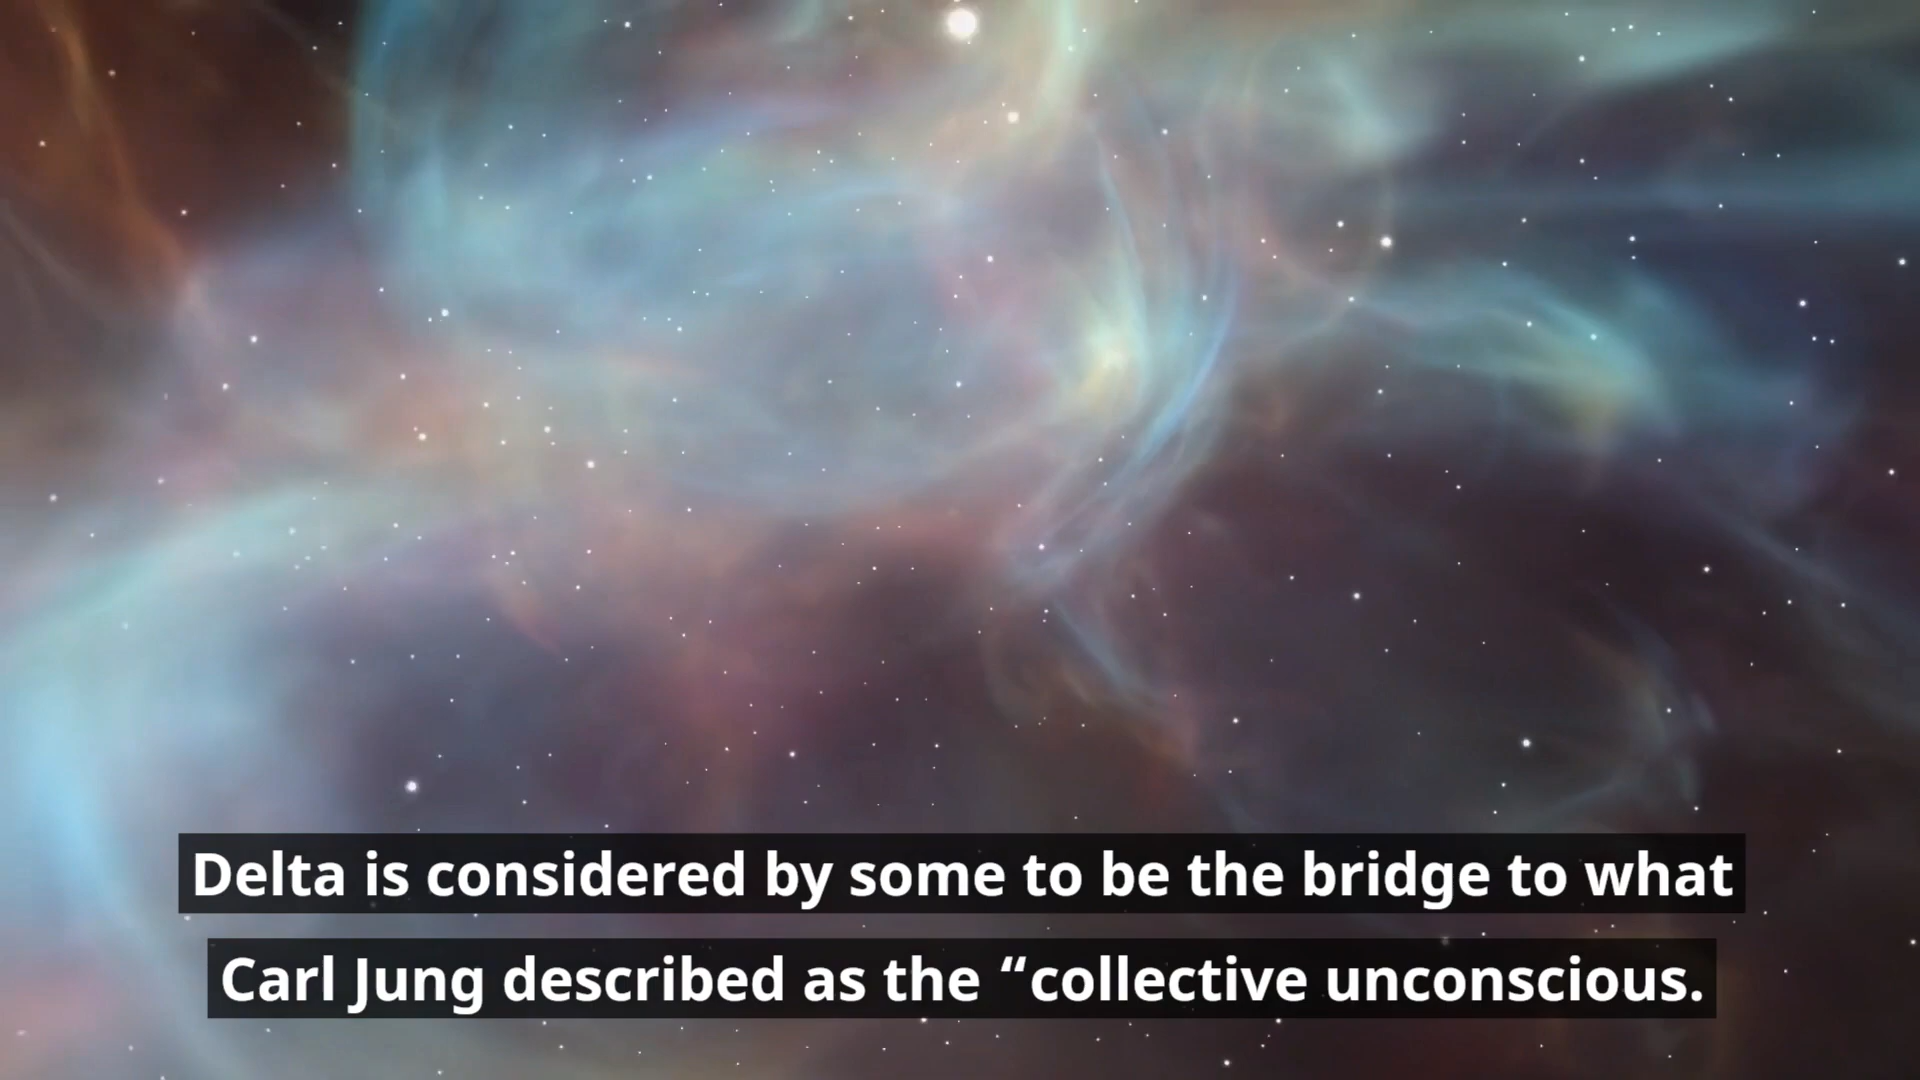 Delta is considered by some to be the bridge to what
Carl Jung described as the “collective unconscious.